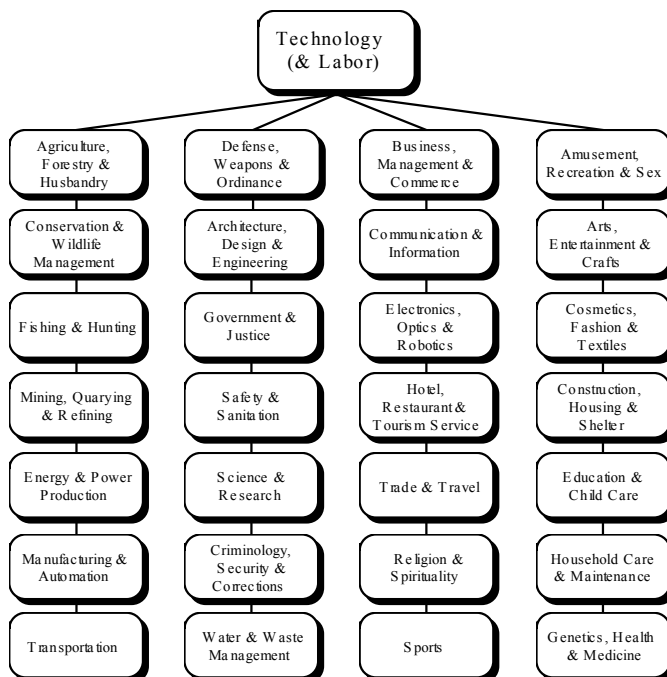 Technology
(& Labor)
Agriculture,
Forestry &
Husbandry
Defense,
Weapons &
Ordinance
Business,
Management &
Commerce
Amusement,
Recreation & Sex
Conservation &
Wildlife
Management
Architecture,
Design &
Engineering
Communication &
Information
Arts,
Entertainment &
Crafts
Fishing & Hunting
Government &
Justice
Electronics,
Optics &
Robotics
Cosmetics,
Fashion &
Textiles
Mining, Quarying
& Refining
Safety &
Sanitation
Hotel,
Restaurant &
Tourism Service
Construction,
Housing &
Shelter
Energy & Power
Production
Science &
Research
Trade & Travel
Education &
Child Care
Manufacturing &
Automation
Criminology,
Security &
Corrections
Religion &
Spirituality
Household Care
& Maintenance
Transportation
Water & Waste
Management
Sports
Genetics, Health
& Medicine